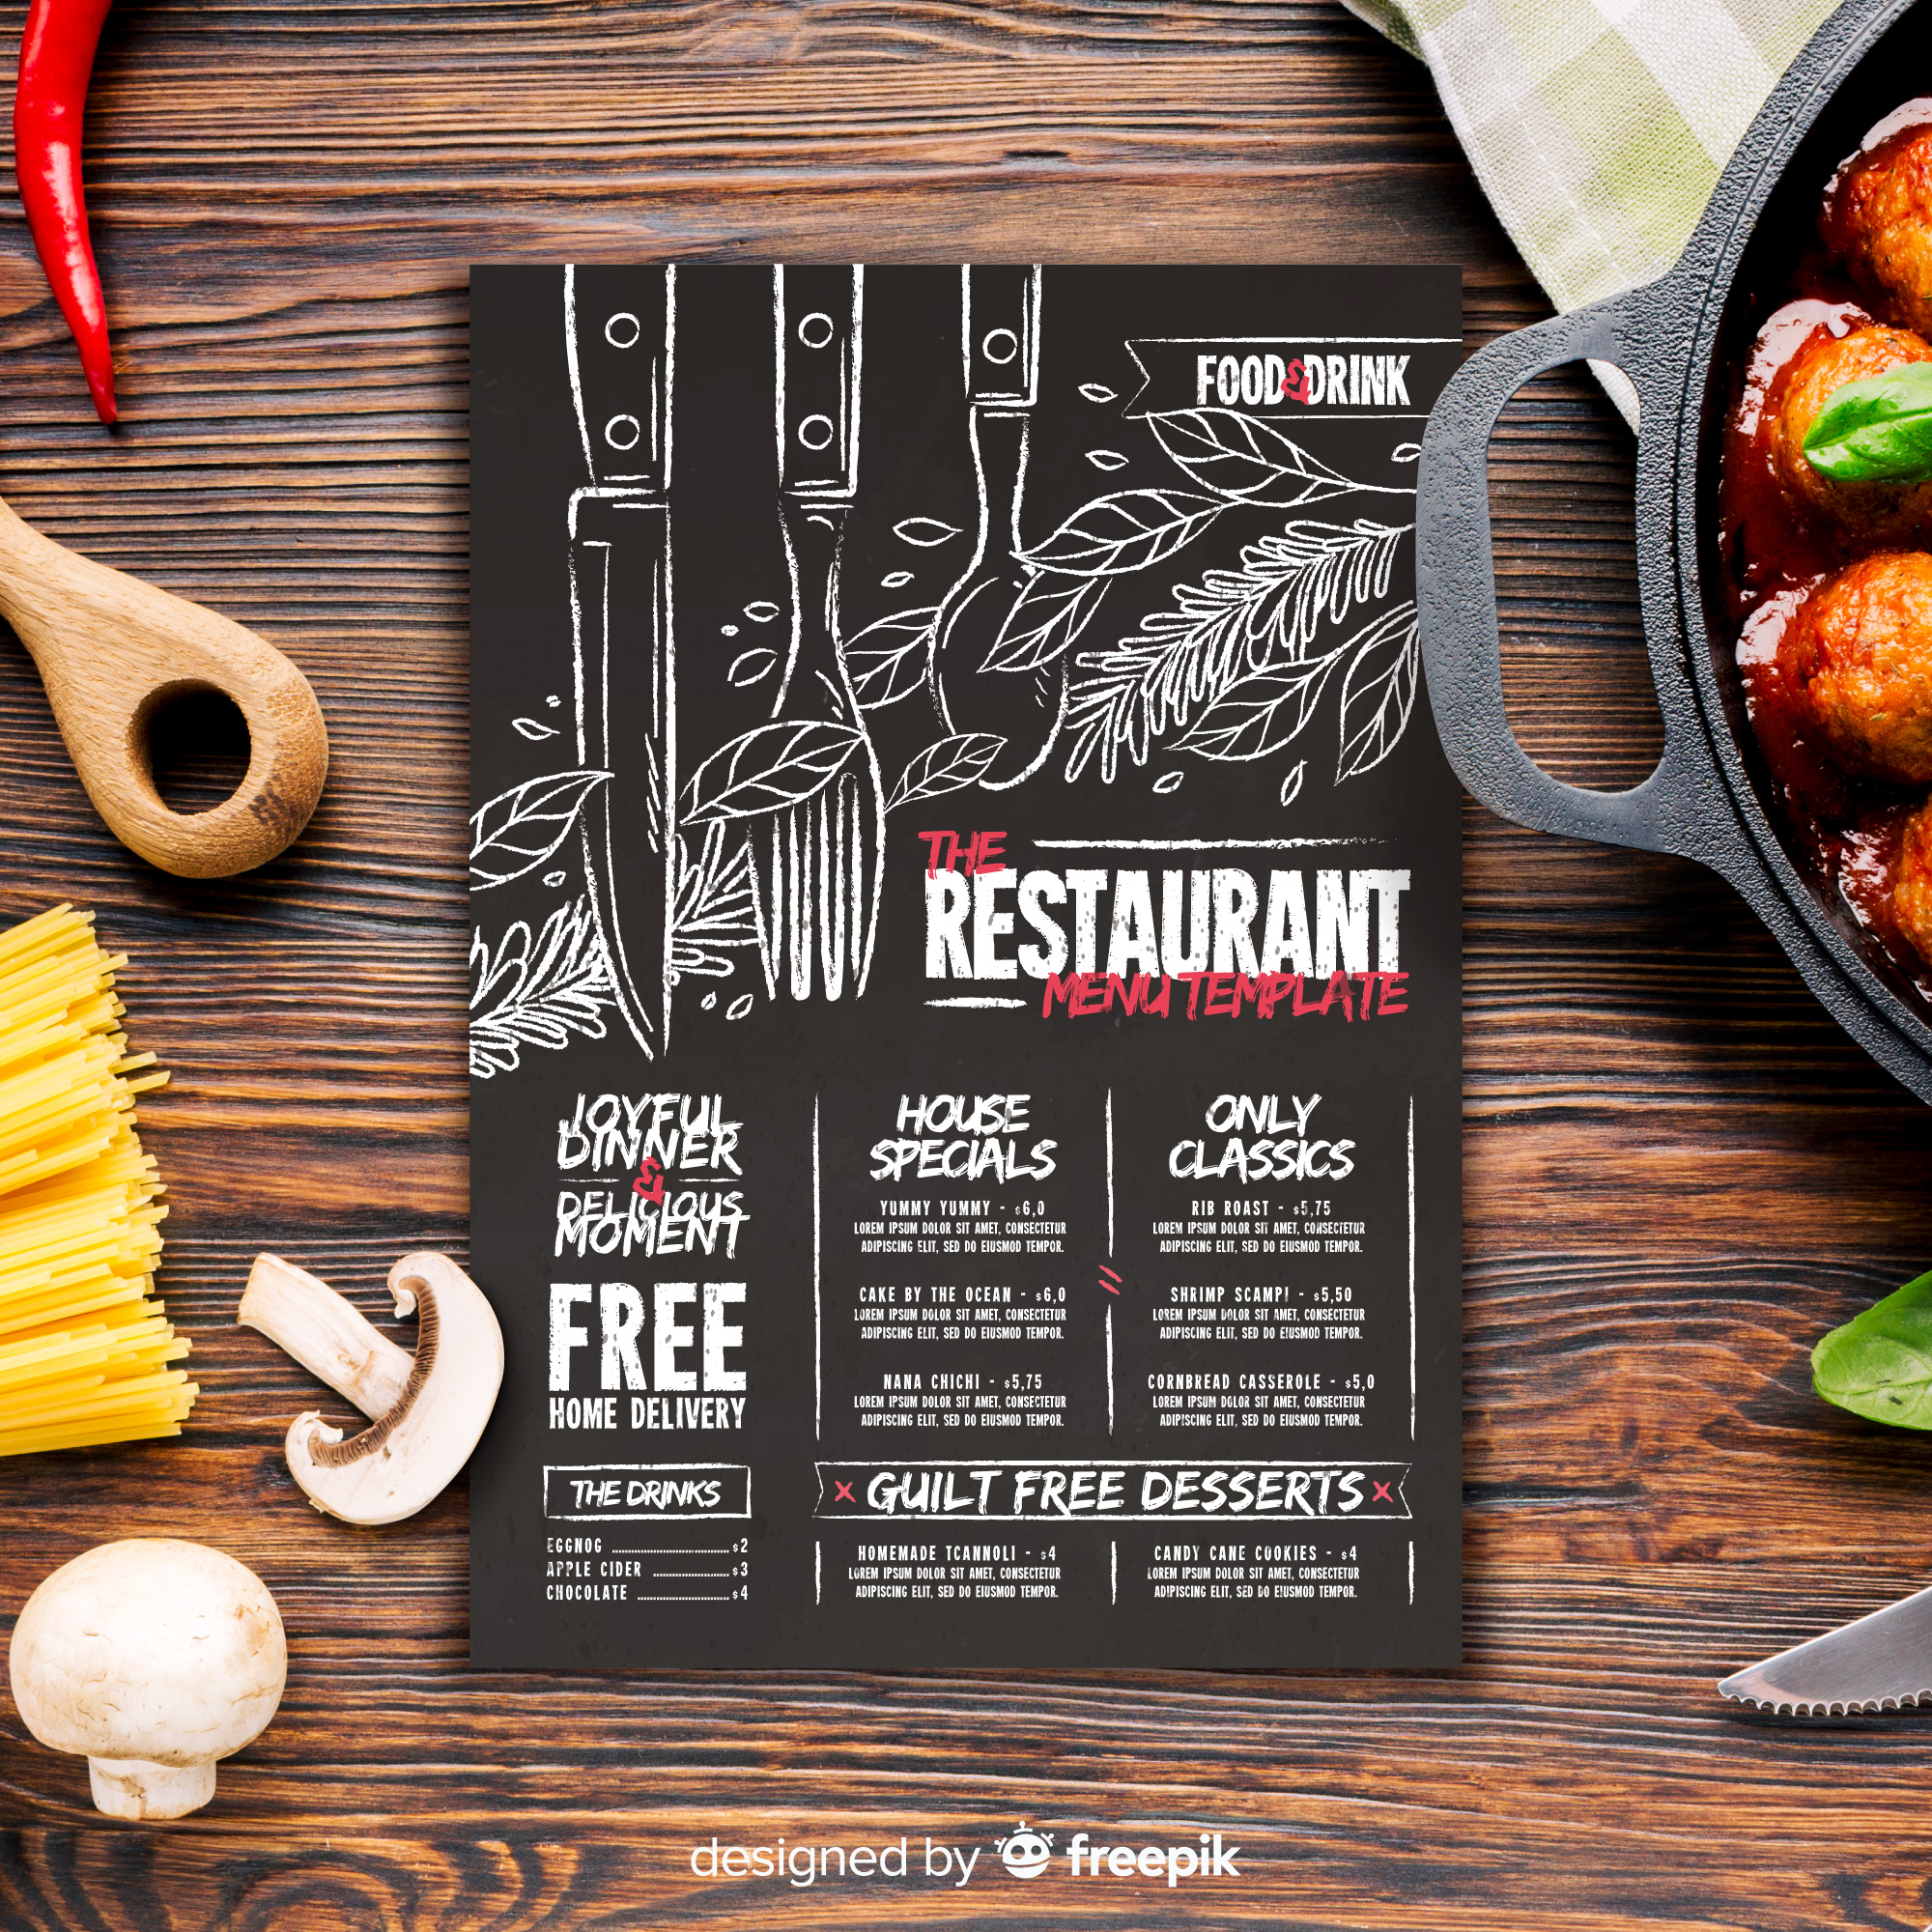 FOOD & DRINK
THE
RESTAURANT
MENU TEMPLATE
JOYFUL
DINNER
&
DELICIOUS
MOMENT
FREE
HOME DELIVERY
THE DRINKS
EGGNOG ........ $2
APPLE CIDER ........ $3
CHOCOLATE ........ $4
HOUSE
SPECIALS
YUMMY YUMMY - $6,0
LOREM IPSUM DOLOR SIT AMET, CONSECTETUR
ADIPISCING ELIT, SED DO EIUSMOD TEMPOR.
CAKE BY THE OCEAN - $6,0
LOREM IPSUM DOLOR SIT AMET, CONSECTETUR
ADIPISCING ELIT, SED DO EIUSMOD TEMPOR.
NANA CHICHI - $5,75
LOREM IPSUM DOLOR SIT AMET, CONSECTETUR
ADIPISCING ELIT, SED DO EIUSMOD TEMPOR.
ONLY
CLASSICS
RIB ROAST - $5,75
LOREM IPSUM DOLOR SIT AMET, CONSECTETUR
ADIPISCING ELIT, SED DO EIUSMOD TEMPOR.
SHRIMP SCAMPI - $5,50
LOREM IPSUM DOLOR SIT AMET, CONSECTETUR
ADIPISCING ELIT, SED DO EIUSMOD TEMPOR.
CORNBREAD CASSEROLE - $5,0
LOREM IPSUM DOLOR SIT AMET, CONSECTETUR
ADIPISCING ELIT, SED DO EIUSMOD TEMPOR.
GUILT FREE DESSERTS
HOMEMADE TCANNOLI - $4
LOREM IPSUM DOLOR SIT AMET, CONSECTETUR
ADIPISCING ELIT, SED DO EIUSMOD TEMPOR.
CANDY CANE COOKIES - $4
LOREM IPSUM DOLOR SIT AMET, CONSECTETUR
ADIPISCING ELIT, SED DO EIUSMOD TEMPOR.
designed by freepik